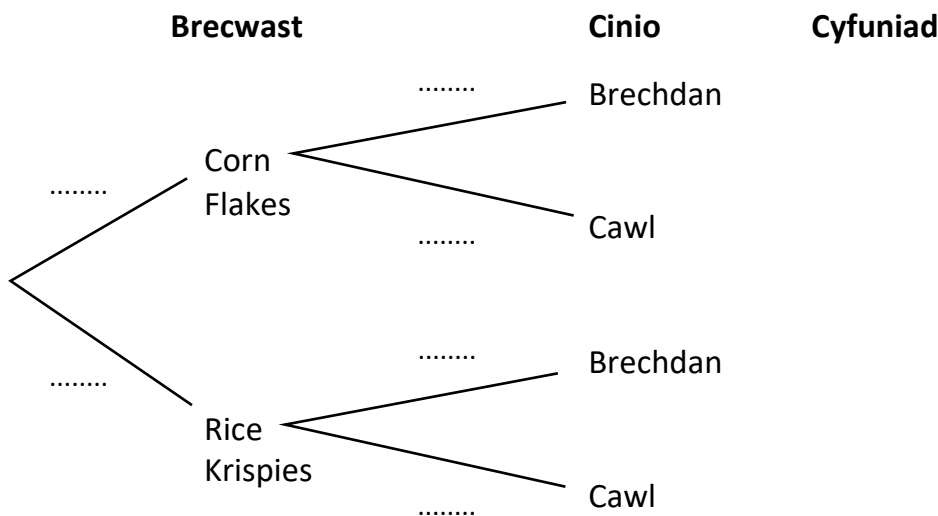 Brecwast Cinio Cyfuniad
........ Brechdan
Corn
Flakes
........
Cawl
........
........ Brechdan
........
Rice
Krispies
Cawl
........